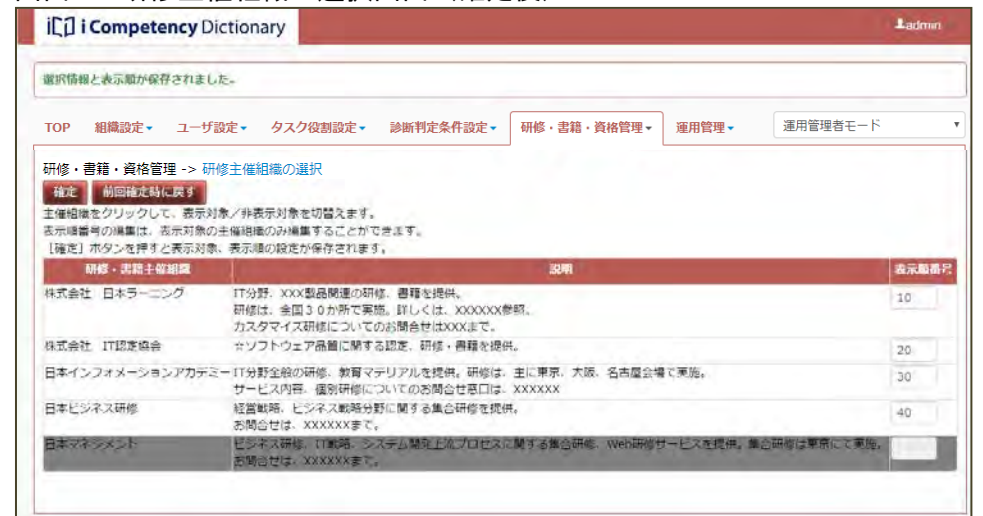 i Competency Dictionary
admin
選択情報と表示順が保存されました。
TOP 組織設定 ユーザ設定 タスク役割設定 診断判定条件設定 研修・書籍・資格管理 運用管理 運用管理者モード
研修・書籍・資格管理 -> 研修主催組織の選択
確定 前回確定時に戻す
主催組織をクリックして、表示対象／非表示対象を切替えます。
表示順番号の編集は、表示対象の主催組織のみ編集することができます。
［確定］ボタンを押すと表示対象、表示順の設定が保存されます。
研修・書籍主催組織 説明 表示順番号
株式会社 日本ラーニング IT分野、XXX製品関連の研修、書籍を提供。 10
研修は、全国３０か所で実施。詳しくは、XXXXXX参照。
カスタマイズ研修についてのお問合せはXXXまで。
株式会社 IT認定協会 ☆ソフトウェア品質に関する認定、研修・書籍を提供。 20
日本インフォメーションアカデミー IT分野全般の研修、教育マテリアルを提供。研修は、主に東京、大阪、名古屋会場で実施。 30
サービス内容、個別研修についてのお問合せ窓口は、XXXXXX
日本ビジネス研修 経営戦略、ビジネス戦略分野に関する集合研修を提供。 40
お問合せは、XXXXXXまで。
日本マネジメント ビジネス研修、IT戦略、システム開発上流プロセスに関する集合研修、Web研修サービスを提供。集合研修は東京にて実施。
お問合せは、XXXXXXまで。